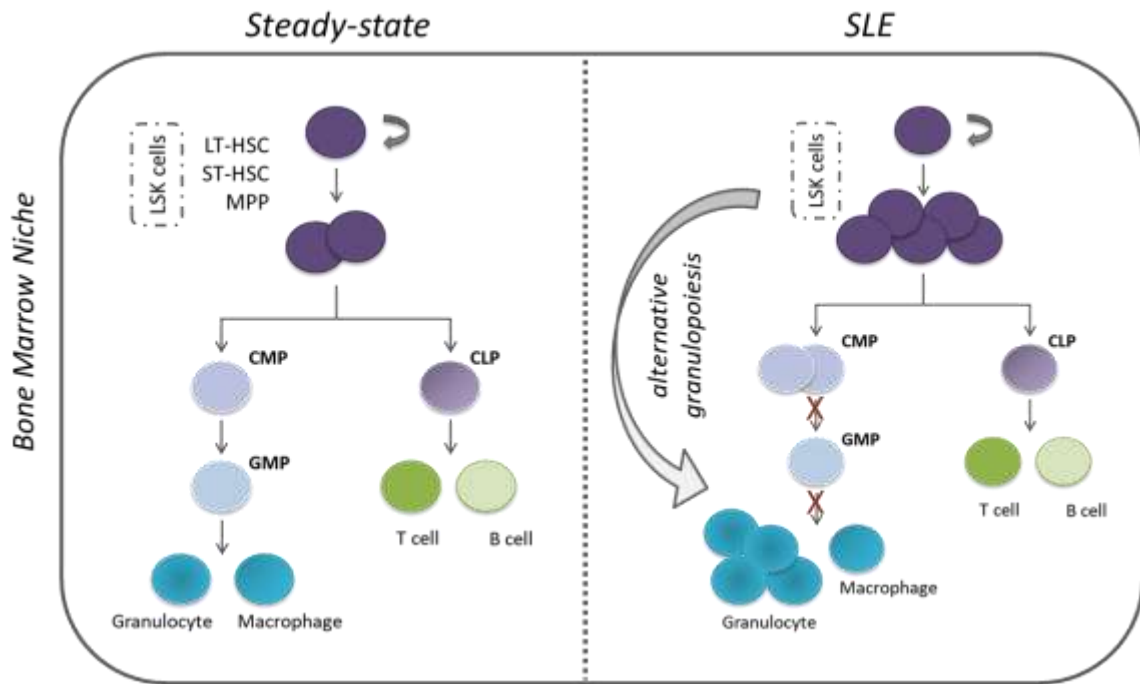 Steady-state
SLE
Bone Marrow Niche
LSK cells
LT-HSC
ST-HSC
MPP
CMP
CLP
GMP
T cell
B cell
Granulocyte
Macrophage
LSK cells
alternative
granulopoiesis
CMP
CLP
GMP
T cell
B cell
Macrophage
Granulocyte